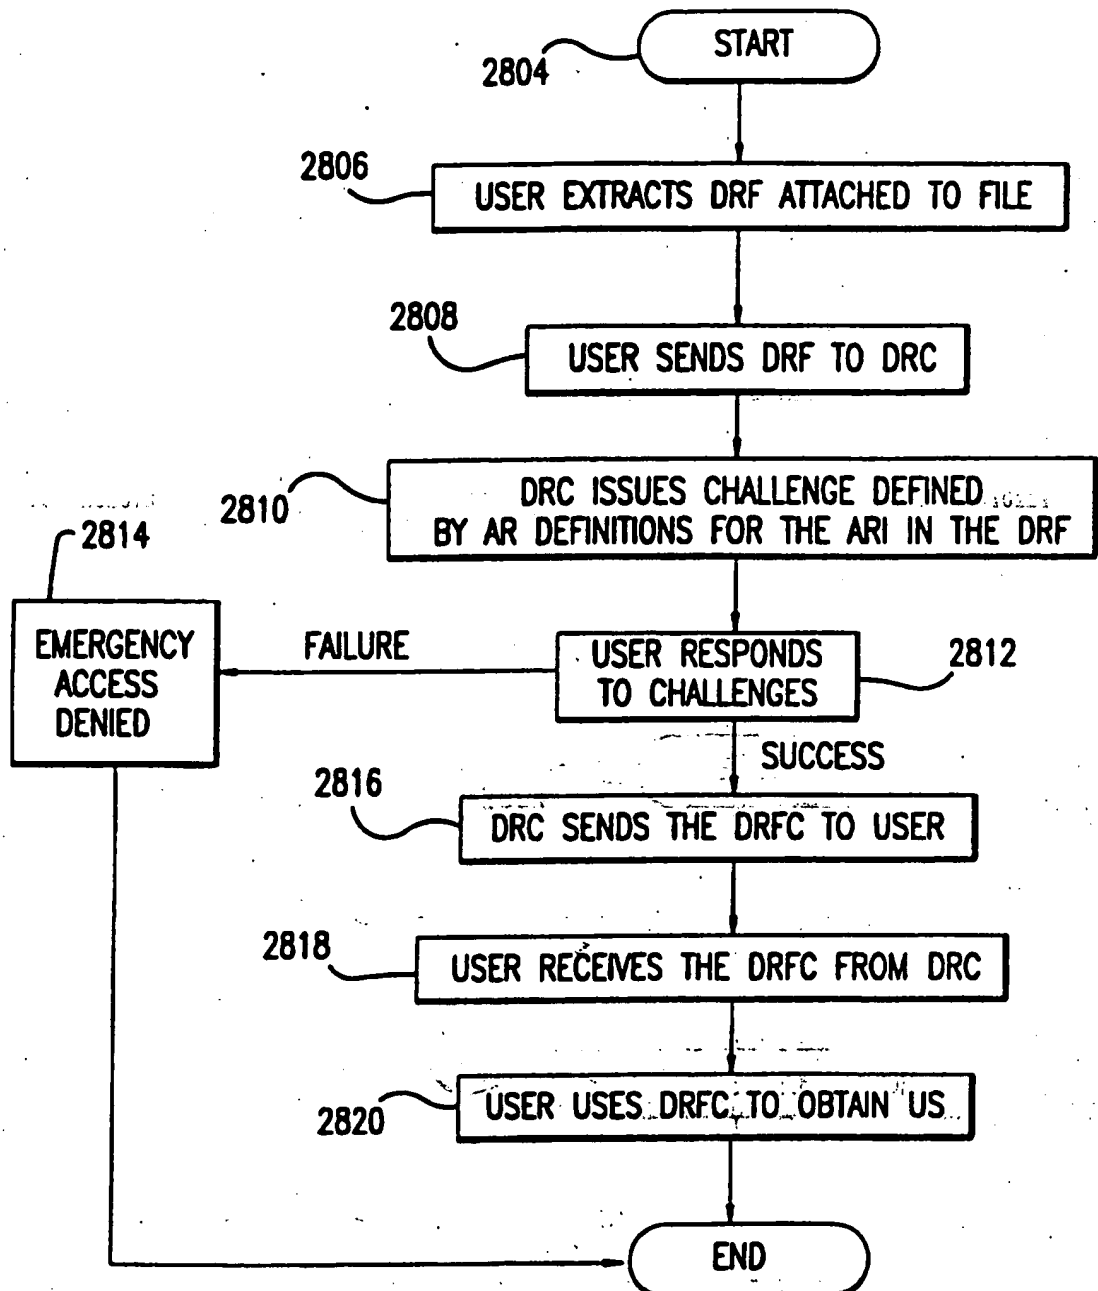 START
2804
2806
USER EXTRACTS DRF ATTACHED TO FILE
2808
USER SENDS DRF TO DRC
2810
DRC ISSUES CHALLENGE DEFINED
BY AR DEFINITIONS FOR THE ARI IN THE DRF
2814
EMERGENCY
ACCESS
DENIED
FAILURE
USER RESPONDS
TO CHALLENGES
2812
SUCCESS
2816
DRC SENDS THE DRFC TO USER
2818
USER RECEIVES THE DRFC FROM DRC
2820
USER USES DRFC TO OBTAIN US
END